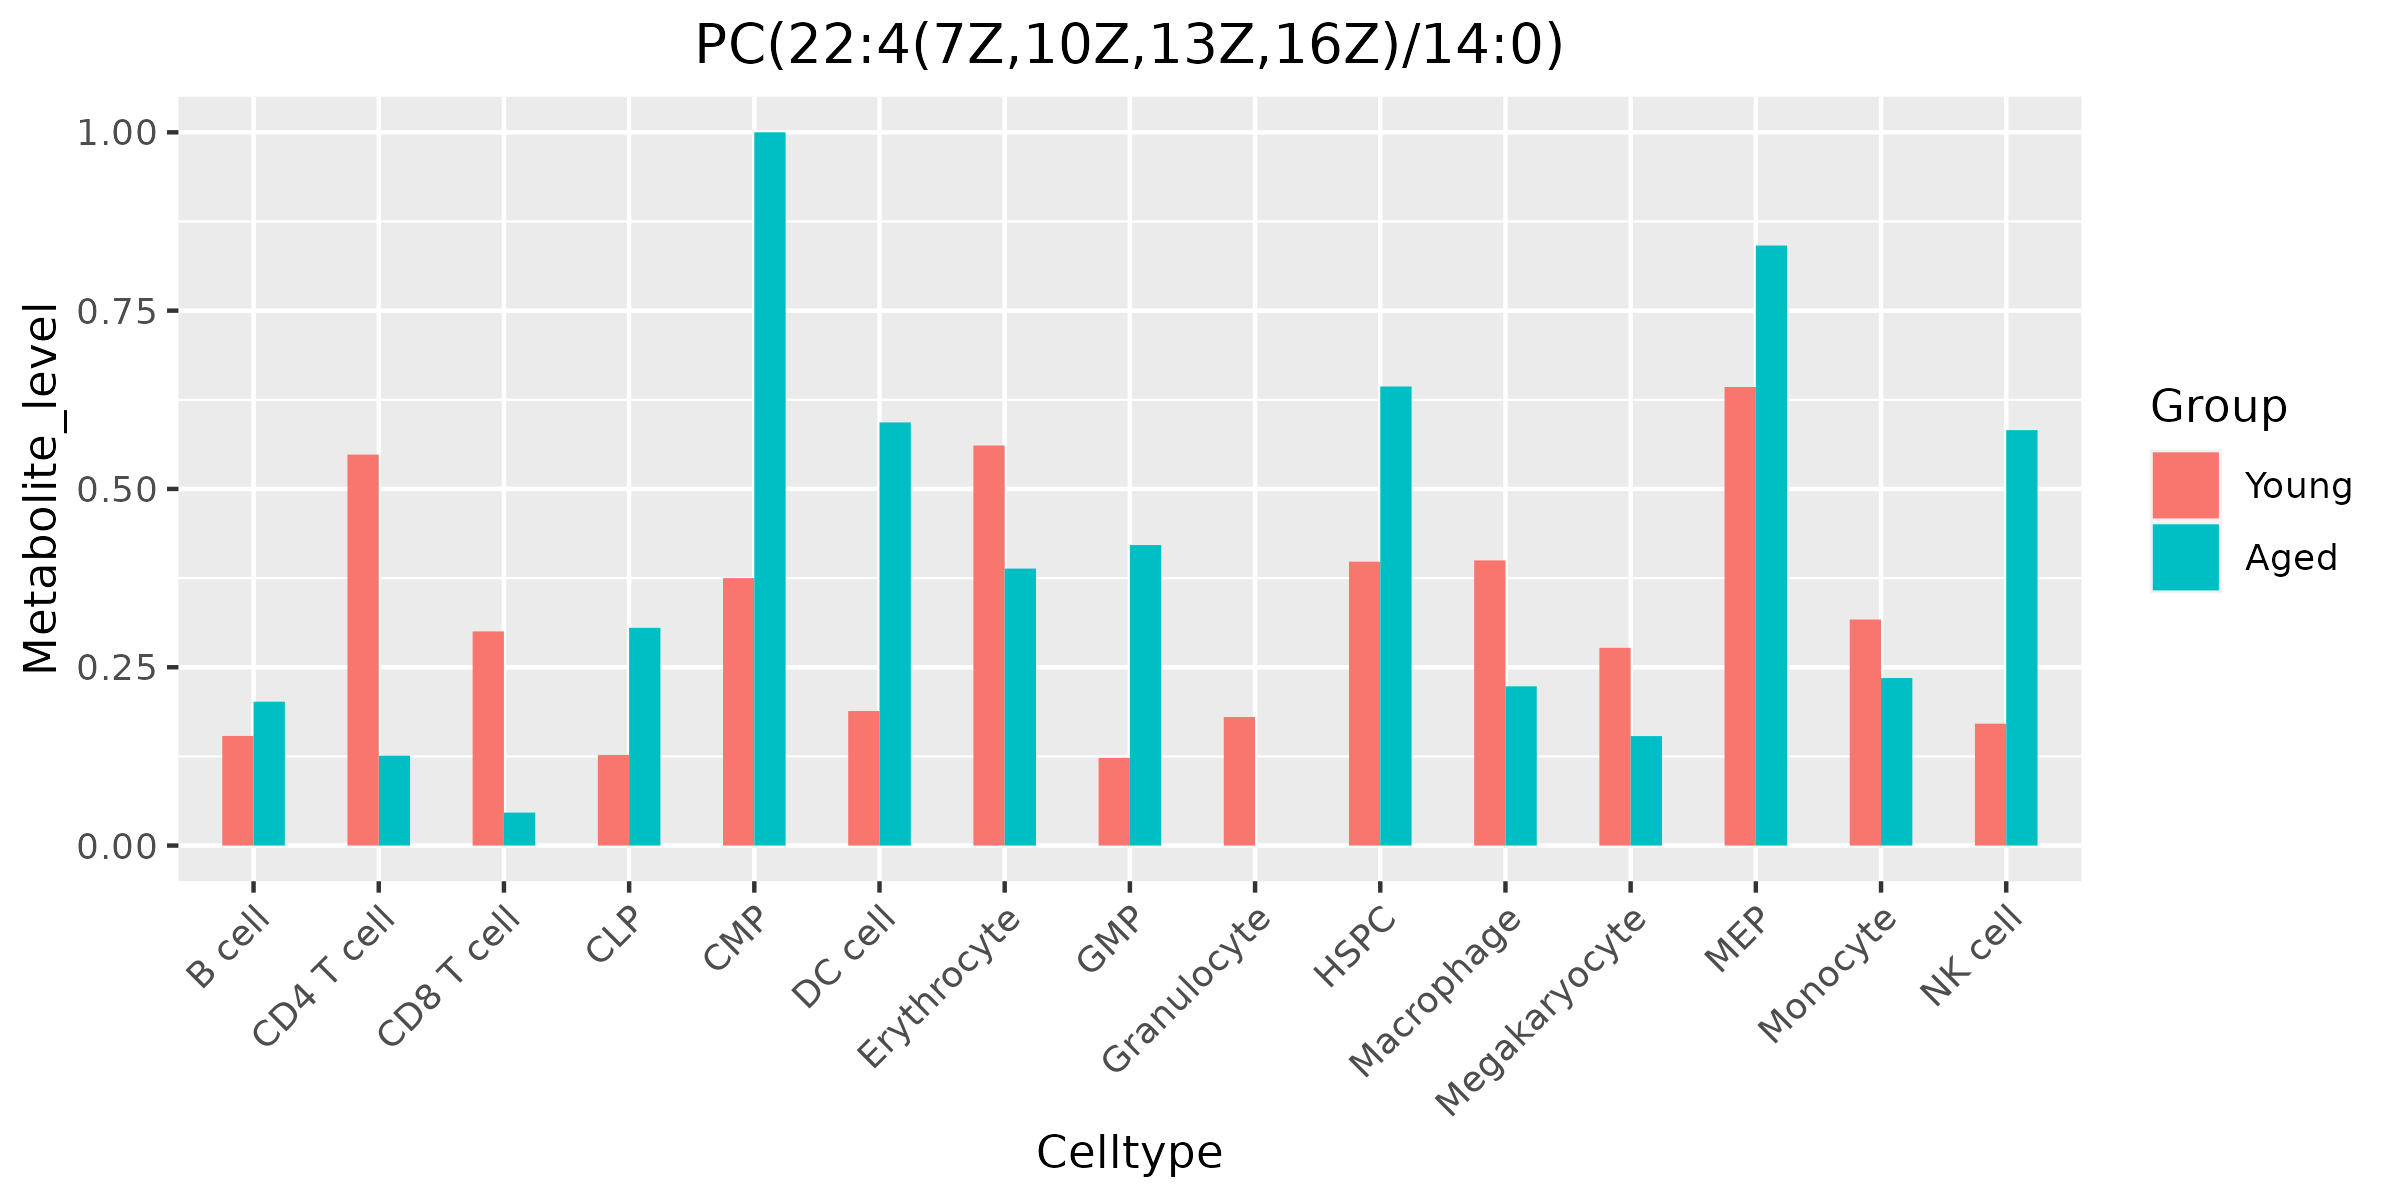 PC(22:4(7Z,10Z,13Z,16Z)/14:0)
Metabolite_level
1.00
0.75
0.50
0.25
0.00
B cell
CD4 T cell
CD8 T cell
CLP
CMP
DC cell
Erythrocyte
GMP
Granulocyte
HSPC
Macrophage
Megakaryocyte
MEP
Monocyte
NK cell
Celltype
Group
Young
Aged